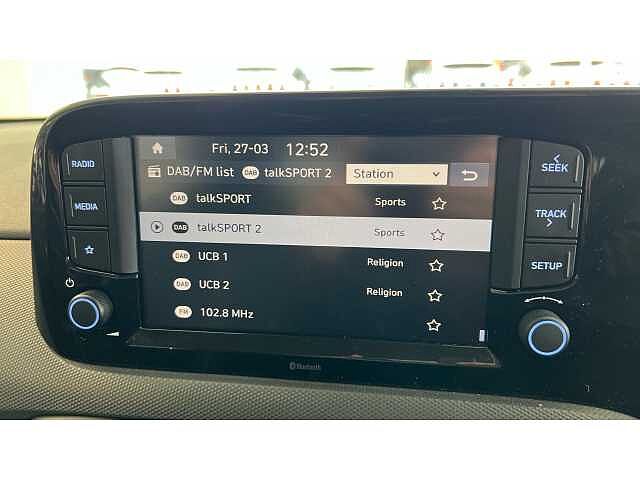 Fri, 27-03 12:52
RADIO
MEDIA
DAB/FM list DAB talkSPORT 2 Station
DAB talkSPORT Sports
DAB talkSPORT 2 Sports
DAB UCB 1 Religion
DAB UCB 2 Religion
FM 102.8 MHz
SEEK
TRACK
SETUP
Bluetooth